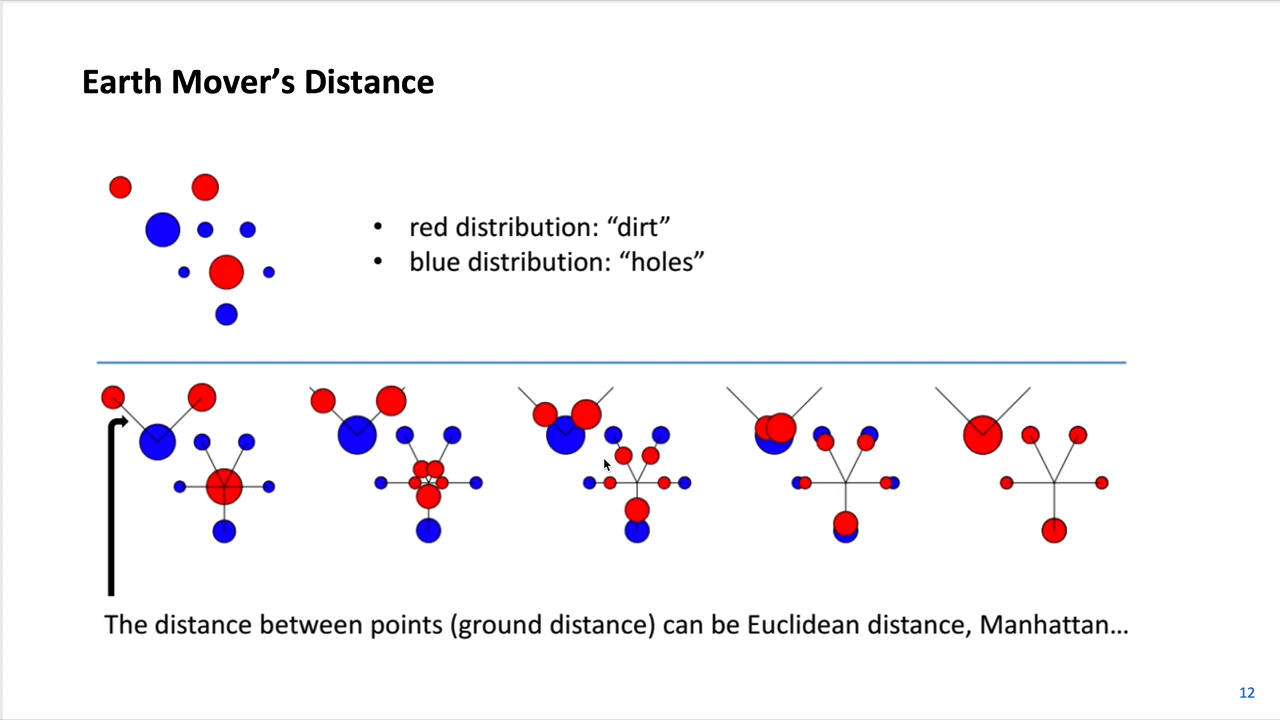 Earth Mover’s Distance
• red distribution: “dirt”
• blue distribution: “holes”
The distance between points (ground distance) can be Euclidean distance, Manhattan…
12